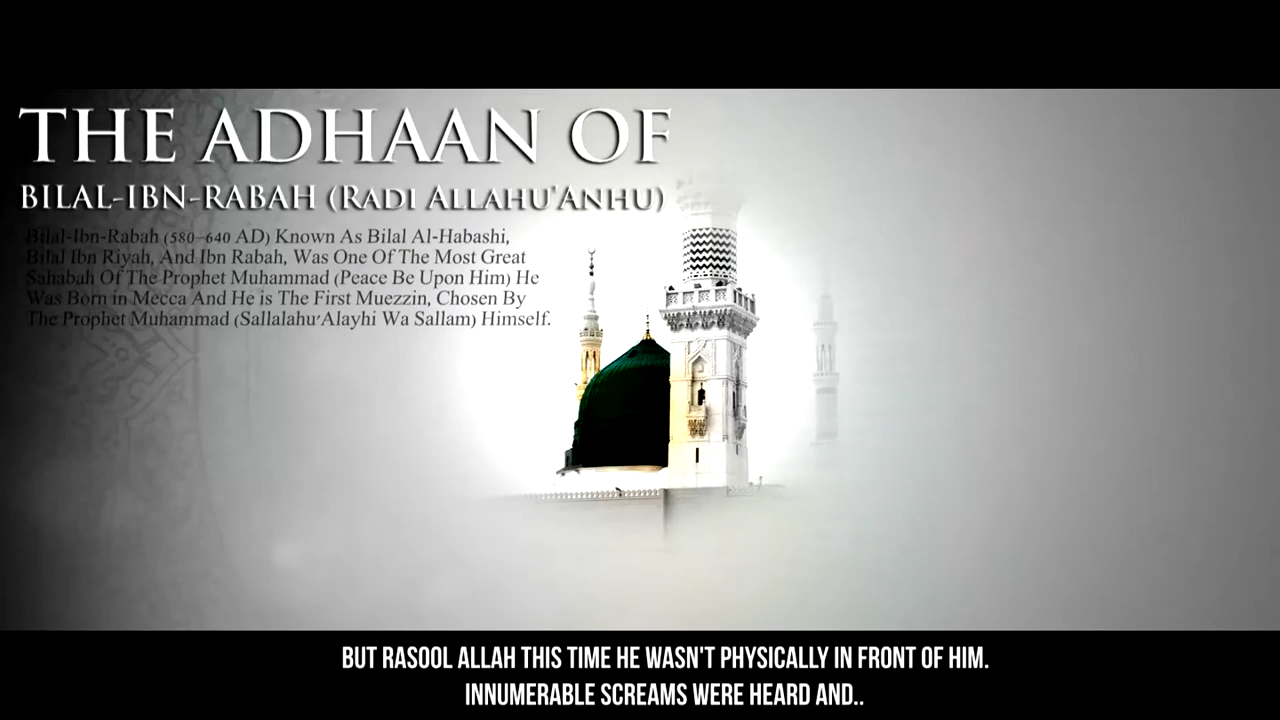 THE ADHAAN OF
BILAL-IBN-RABAH (RADI ALLAHU'ANHU)
Bilal-Ibn-Rabah (580–640 AD) Known As Bilal Al-Habashi,
Bilal Ibn Riyah, And Ibn Rabah, Was One Of The Most Great
Sahabah Of The Prophet Muhammad (Peace Be Upon Him) He
Was Born in Mecca And He is The First Muezzin, Chosen By
The Prophet Muhammad (Sallalahu'Alayhi Wa Sallam) Himself.
BUT RASOOL ALLAH THIS TIME HE WASN'T PHYSICALLY IN FRONT OF HIM.
INNUMERABLE SCREAMS WERE HEARD AND..